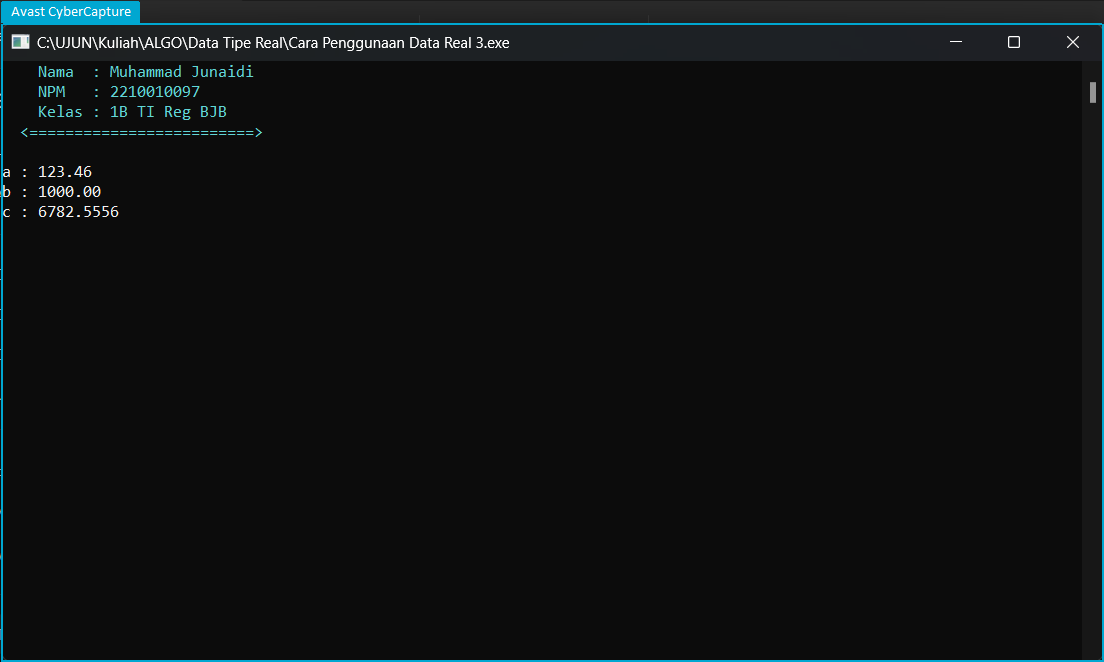 Avast CyberCapture
C:\UJUN\Kuliah\ALGO\Data Tipe Real\Cara Penggunaan Data Real 3.exe
Nama : Muhammad Junaidi
NPM : 2210010097
Kelas : 1B TI Reg BJB
<=========================>
a : 123.46
b : 1000.00
c : 6782.5556